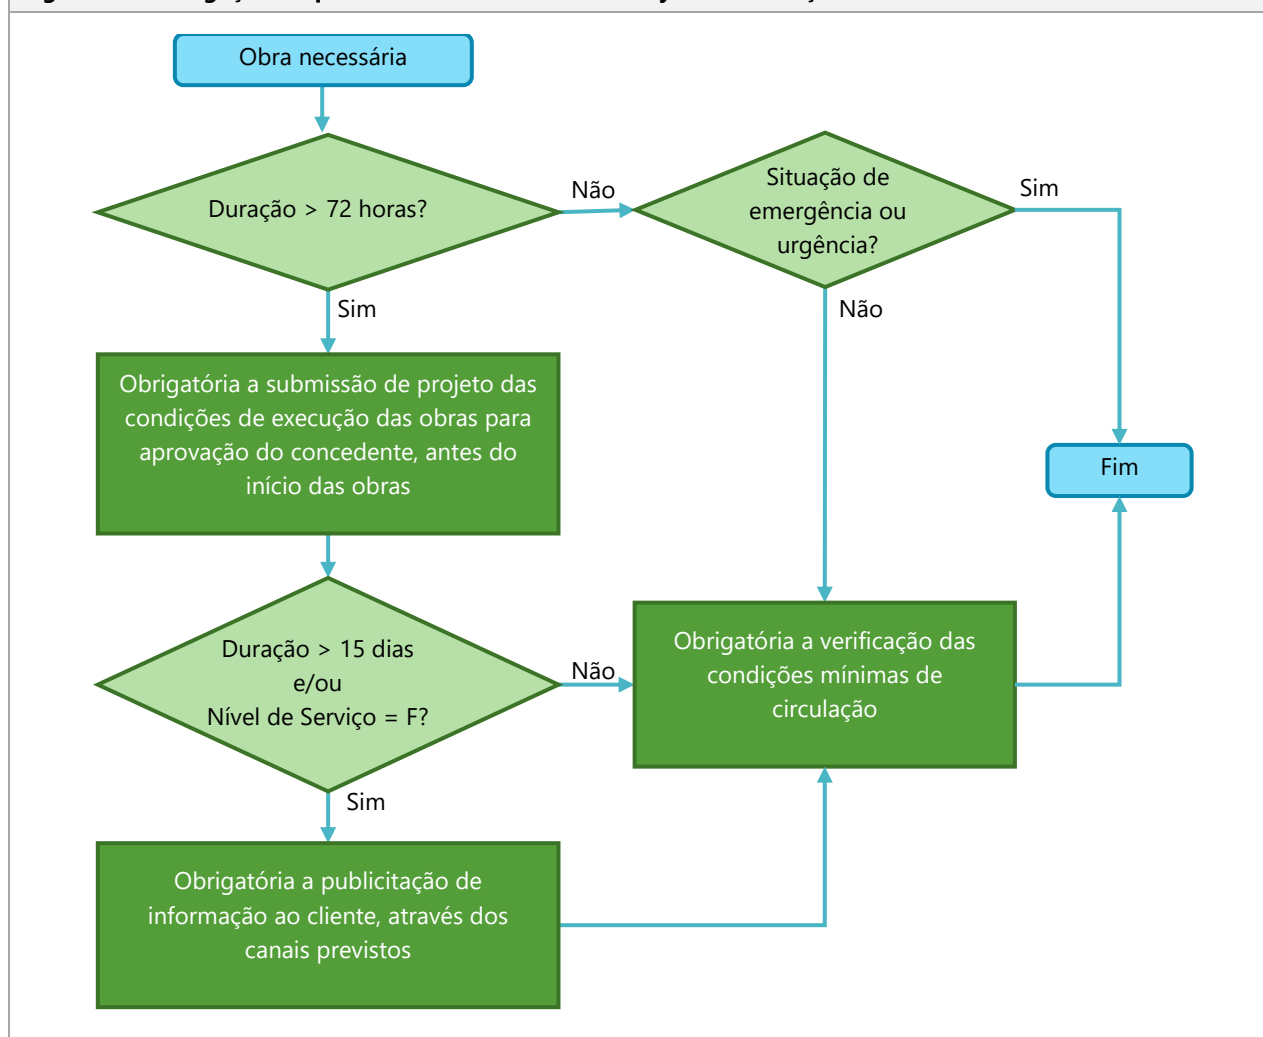 Obra necessária
Duração > 72 horas?
Não
Situação de
emergência ou
urgência?
Sim
Sim
Não
Obrigatória a submissão de projeto das
condições de execução das obras para
aprovação do concedente, antes do
início das obras
Fim
Duração > 15 dias
e/ou
Nível de Serviço = F?
Não
Obrigatória a verificação das
condições mínimas de
circulação
Sim
Obrigatória a publicitação de
informação ao cliente, através dos
canais previstos